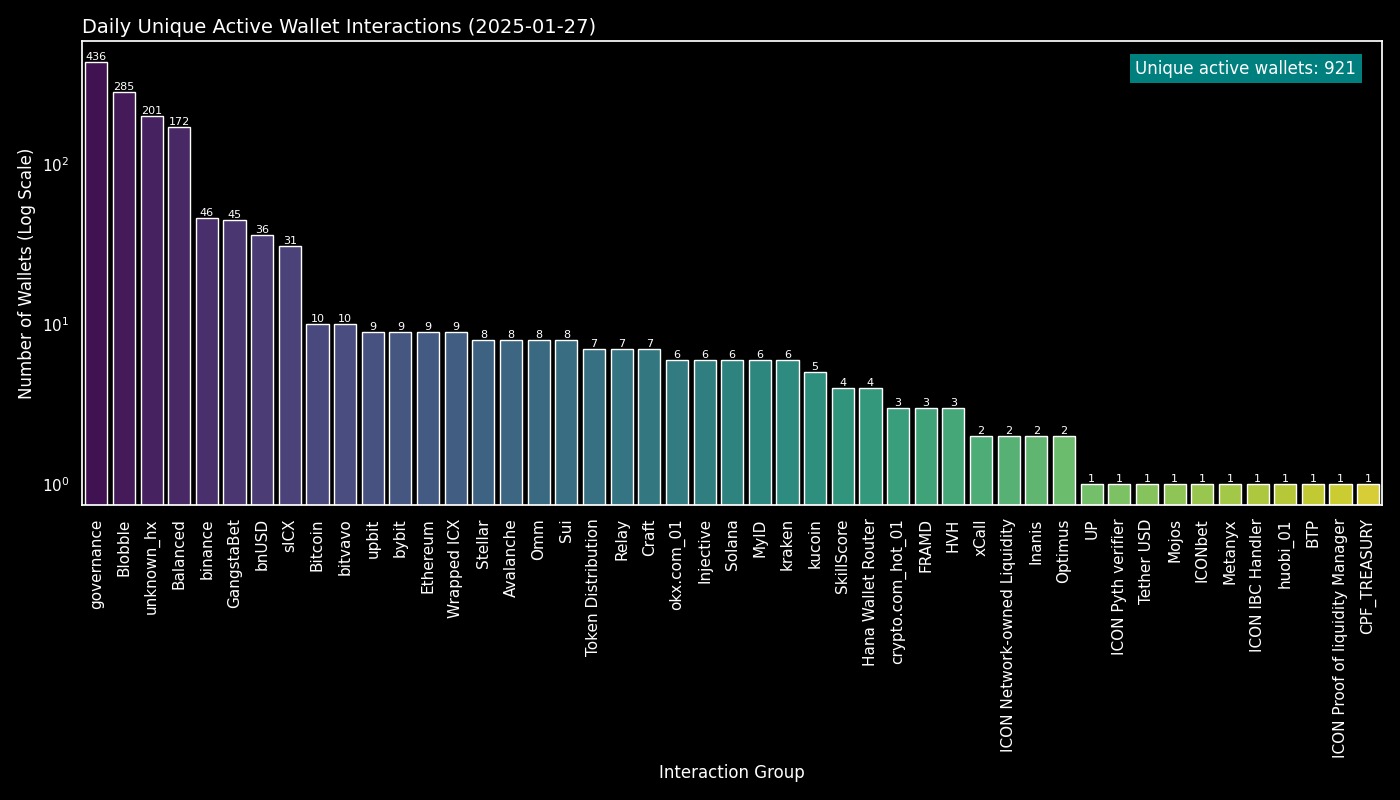 Daily Unique Active Wallet Interactions (2025-01-27)
Unique active wallets: 921
Number of Wallets (Log Scale)
10²
10¹
10⁰
436
285
201
172
46
45
36
31
10
10
9
9
9
9
8
8
8
8
7
7
7
6
6
6
6
6
5
4
4
3
3
3
2
2
2
2
1
1
1
1
1
1
1
1
1
1
1
governance
Blobble
unknown_hx
Balanced
binance
GangstaBet
bnUSD
sICX
Bitcoin
bitvavo
upbit
bybit
Ethereum
Wrapped ICX
Stellar
Avalanche
Omm
Sui
Token Distribution
Relay
Craft
okx.com_01
Injective
Solana
MyID
kraken
kucoin
SkillScore
Hana Wallet Router
crypto.com_hot_01
FRAMD
HVH
xCall
ICON Network-owned Liquidity
Inanis
Optimus
UP
ICON Pyth verifier
Tether USD
Mojos
ICONbet
Metanyx
ICON IBC Handler
huobi_01
BTP
ICON Proof of liquidity Manager
CPF_TREASURY
Interaction Group